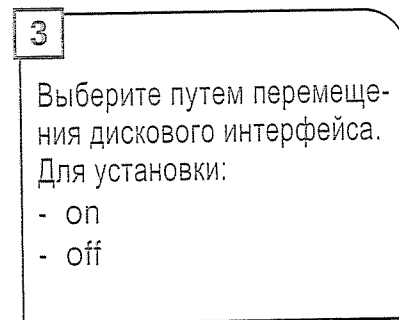 3
Выберите путем перемеще-
ния дискового интерфейса.
Для установки:
- on
- off